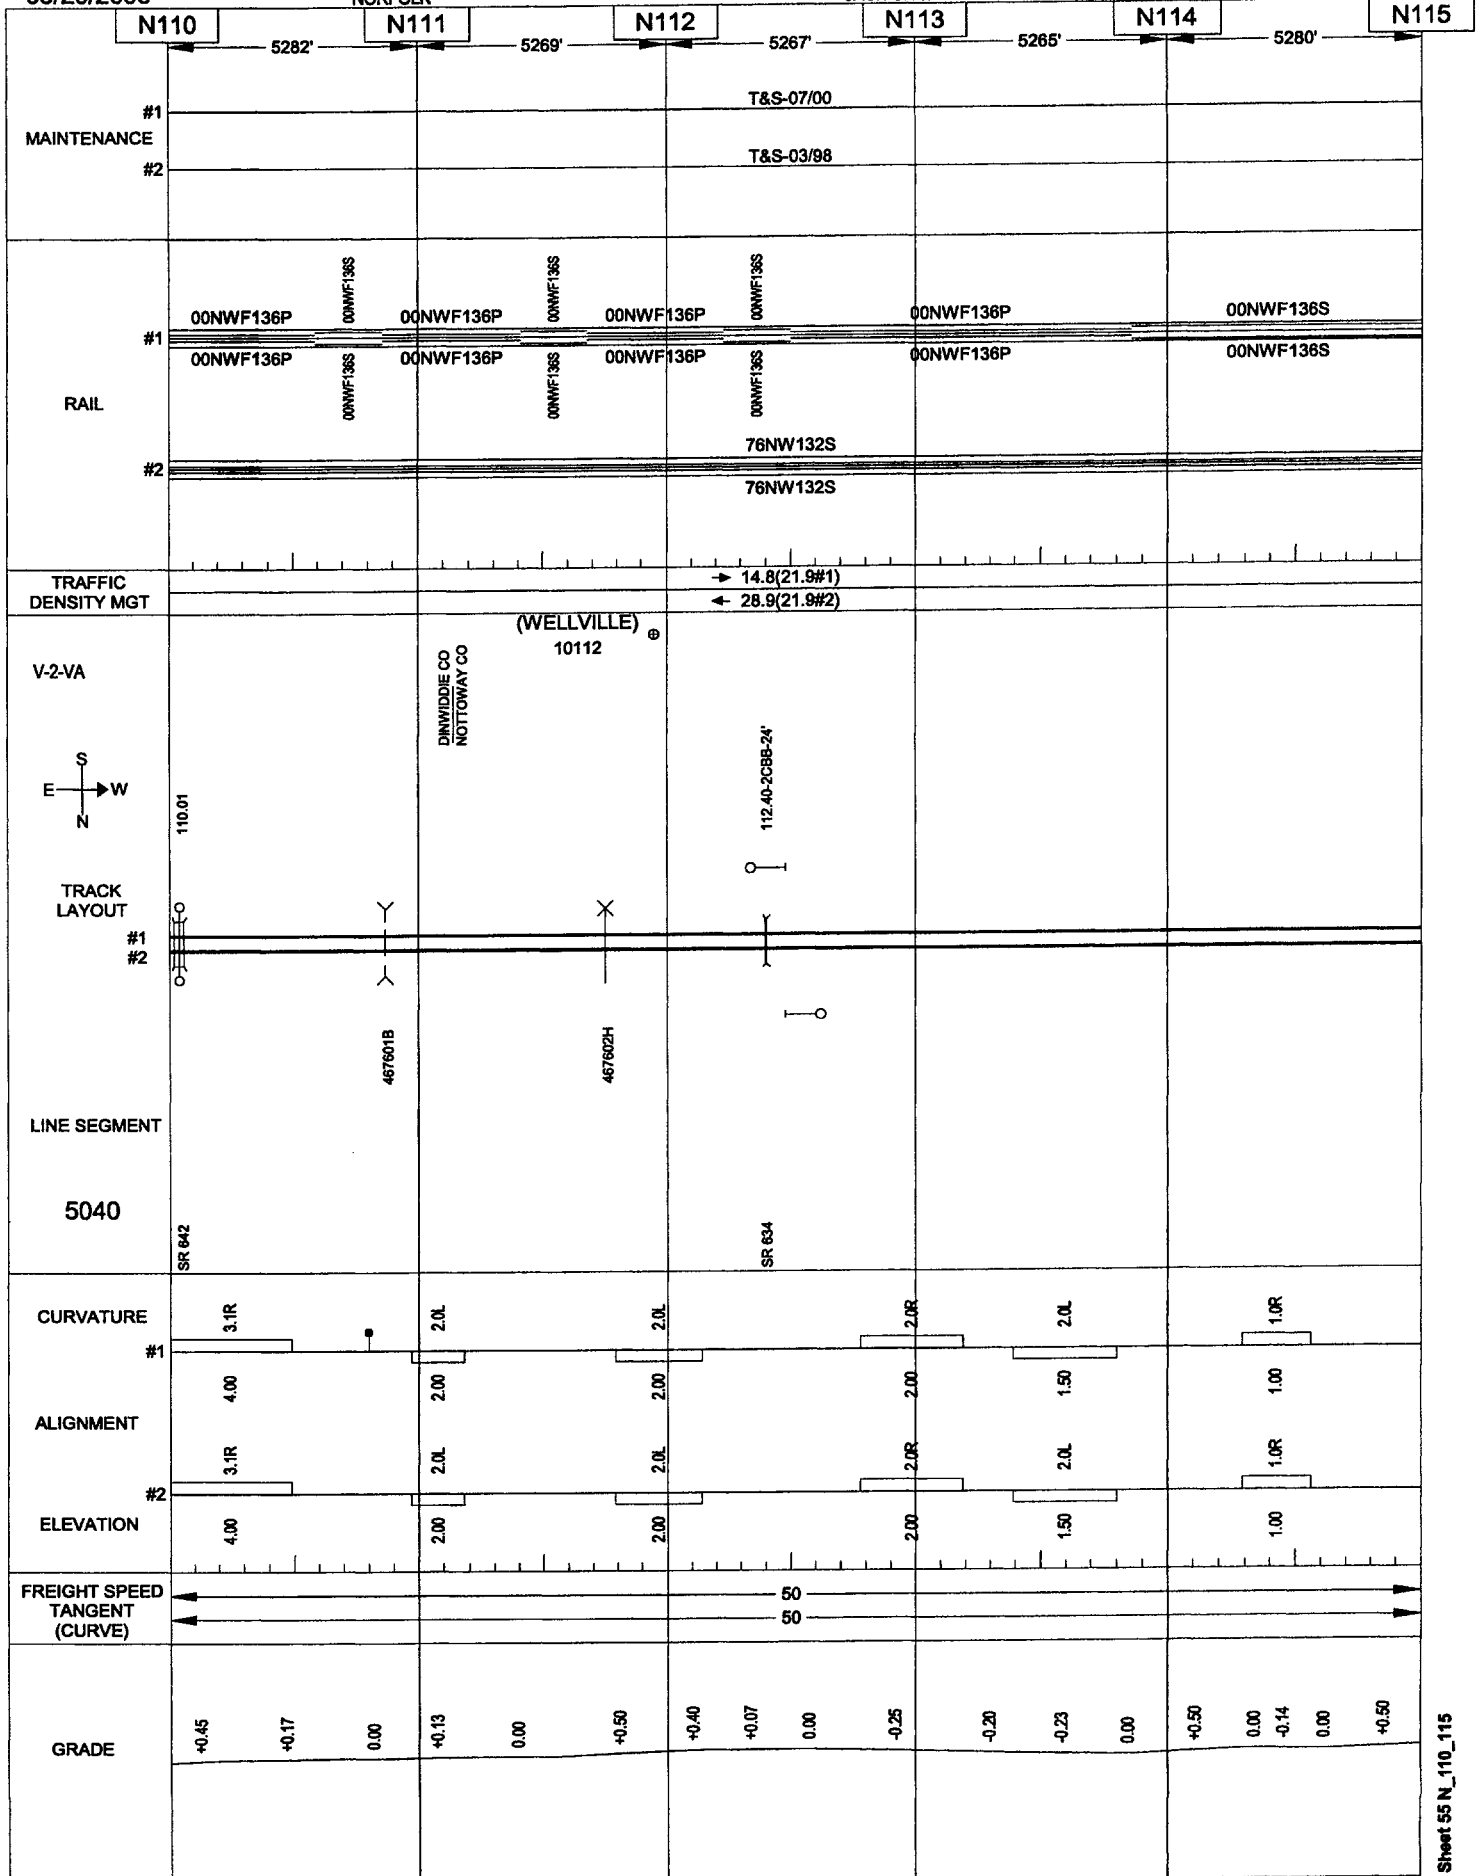 N110 N111 N112 N113 N114 N115
5282' 5269' 5267' 5265' 5280'
#1 T&S-07/00
MAINTENANCE
#2 T&S-03/98
00NWF136S 00NWF136S 00NWF136S
00NWF136P 00NWF136P 00NWF136P 00NWF136P 00NWF136S
#1
00NWF136P 00NWF136P 00NWF136P 00NWF136P 00NWF136S
00NWF136S 00NWF136S 00NWF136S
RAIL
76NW132S
#2
76NW132S
TRAFFIC
DENSITY MGT
→ 14.8(21.9#1)
← 28.9(21.9#2)
(WELLVILLE)
10112
V-2-VA
DINWIDDIE CO
NOTTOWAY CO
S
E W
N
110.01
112.40-2CBB-24'
TRACK
LAYOUT
#1
#2
467601B 467602H
LINE SEGMENT
5040
SR 642 SR 634
CURVATURE
3.1R 2.0L 2.0L 2.0R 2.0L 1.0R
#1
4.00 2.00 2.00 2.00 1.50 1.00
ALIGNMENT
3.1R 2.0L 2.0L 2.0R 2.0L 1.0R
#2
ELEVATION
4.00 2.00 2.00 2.00 1.50 1.00
FREIGHT SPEED
TANGENT
(CURVE)
50
50
GRADE
+0.45 +0.17 0.00 +0.13 0.00 +0.50 +0.40 +0.07 0.00 -0.25 -0.20 -0.23 0.00 +0.50 0.00 -0.14 0.00 +0.50
Sheet 55 N_110_115